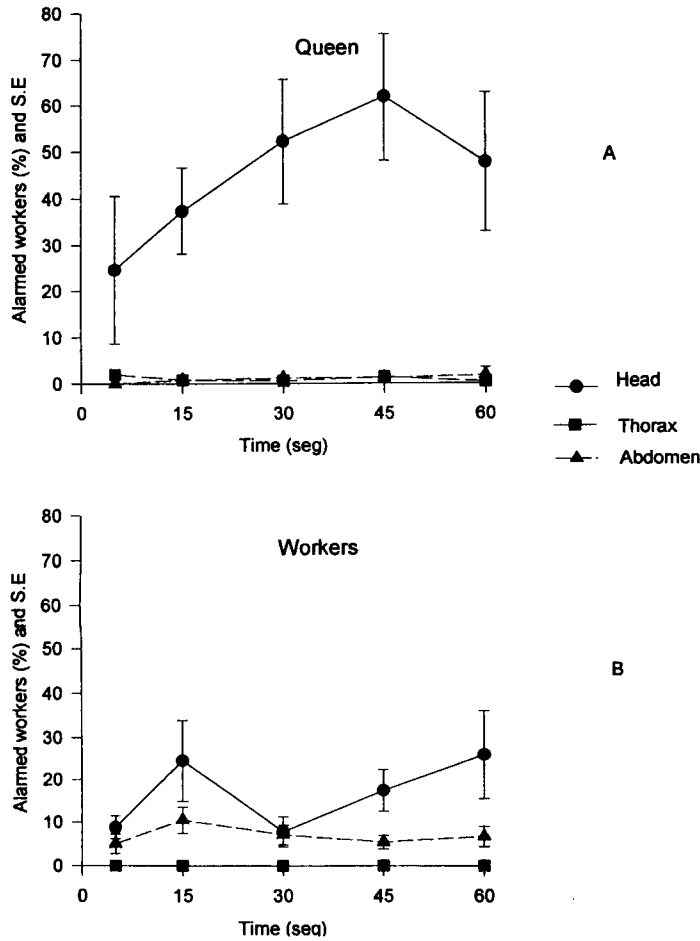 Queen
A
Alarmed workers (%) and S.E
80
70
60
50
40
30
20
10
0
0 15 30 45 60
Time (seg)
Head
Thorax
Abdomen
Workers
B
Alarmed workers (%) and S.E
80
70
60
50
40
30
20
10
0
0 15 30 45 60
Time (seg)